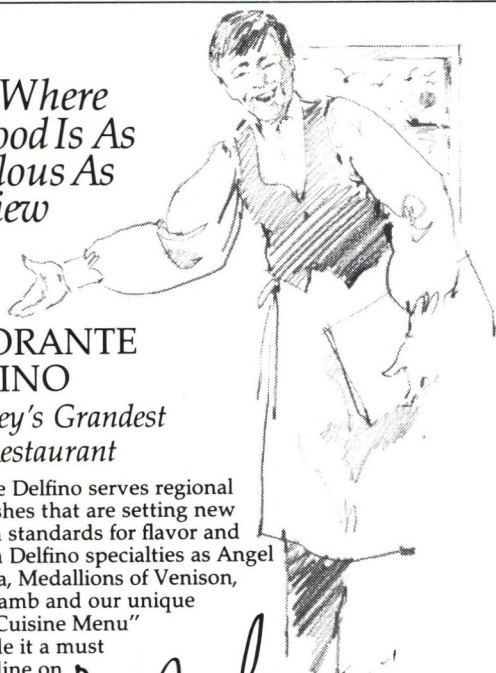 Where
ood Is As
lous As
iew
ORANTE
INO
ey's Grandest
estaurant
e Delfino serves regional
shes that are setting new
standards for flavor and
Delfino specialties as Angel
a, Medallions of Venison,
amb and our unique
Cuisine Menu"
le it a must
line on